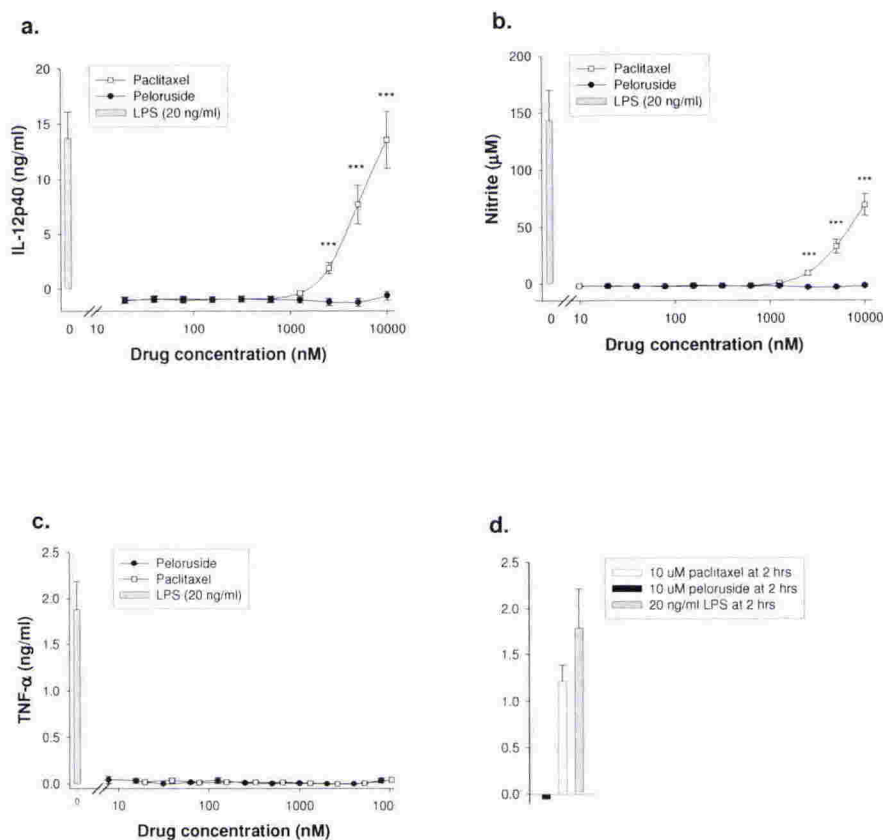 a.
20
15
10
5
0
IL-12p40 (ng/ml)
Paclitaxel
Peloruside
LPS (20 ng/ml)
***
***
***
0 10 100 1000 10000
Drug concentration (nM)
b.
200
150
100
50
0
Nitrite (µM)
Paclitaxel
Peloruside
LPS (20 ng/ml)
***
***
***
0 10 100 1000 10000
Drug concentration (nM)
c.
2.5
2.0
1.5
1.0
0.5
0.0
TNF-α (ng/ml)
Peloruside
Paclitaxel
LPS (20 ng/ml)
0 10 100 1000 100
Drug concentration (nM)
d.
2.5
2.0
1.5
1.0
0.5
0.0
10 uM paclitaxel at 2 hrs
10 uM peloruside at 2 hrs
20 ng/ml LPS at 2 hrs